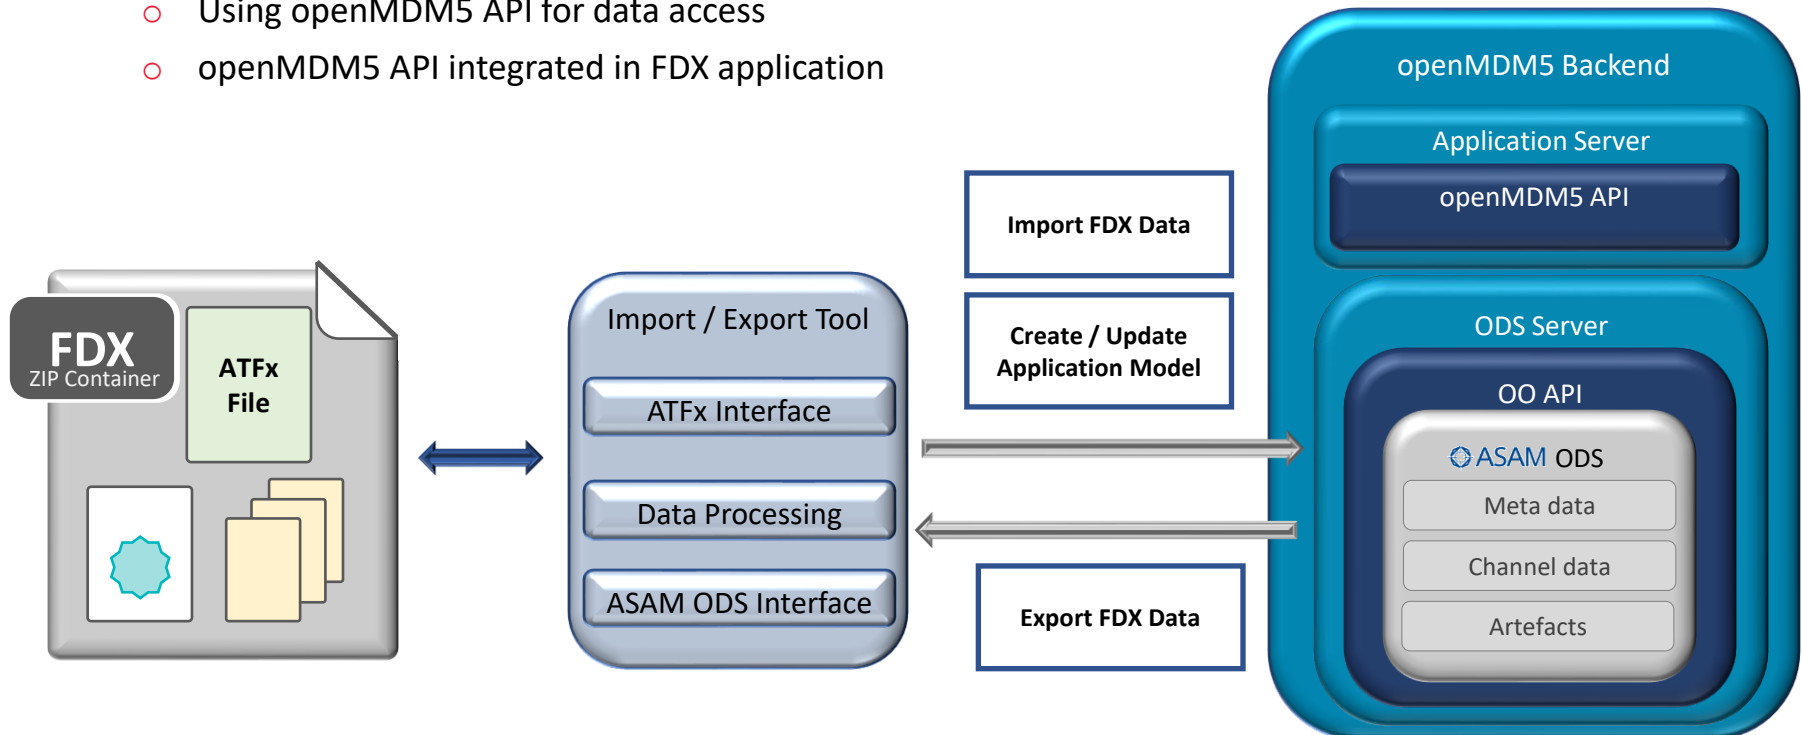 Using openMDM5 API for data access
openMDM5 API integrated in FDX application
openMDM5 Backend
Application Server
openMDM5 API
Import FDX Data
Create / Update
Application Model
FDX
ZIP Container
ATFx
File
Import / Export Tool
ATFx Interface
Data Processing
ASAM ODS Interface
Export FDX Data
ODS Server
OO API
ASAM ODS
Meta data
Channel data
Artefacts